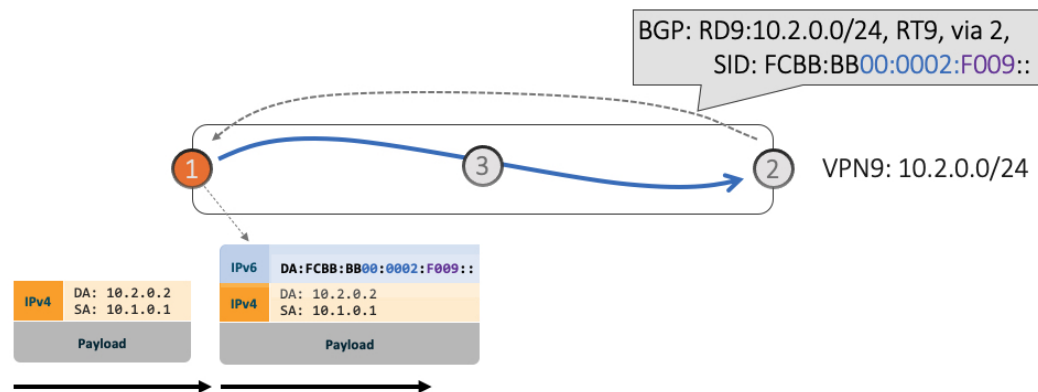 BGP: RD9:10.2.0.0/24, RT9, via 2,
SID: FCBB:BB00:0002:F009::
1
3
2
VPN9: 10.2.0.0/24
IPv6 DA:FCBB:BB00:0002:F009::
IPv4 DA: 10.2.0.2
SA: 10.1.0.1
Payload
IPv4 DA: 10.2.0.2
SA: 10.1.0.1
Payload